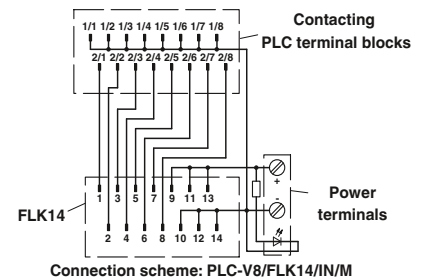 Contacting
PLC terminal blocks
1/1 1/2 1/3 1/4 1/5 1/6 1/7 1/8
2/1 2/2 2/3 2/4 2/5 2/6 2/7 2/8
1 3 5 7 9 11 13
+
Power
terminals
-
FLK14
2 4 6 8 10 12 14
Connection scheme: PLC-V8/FLK14/IN/M